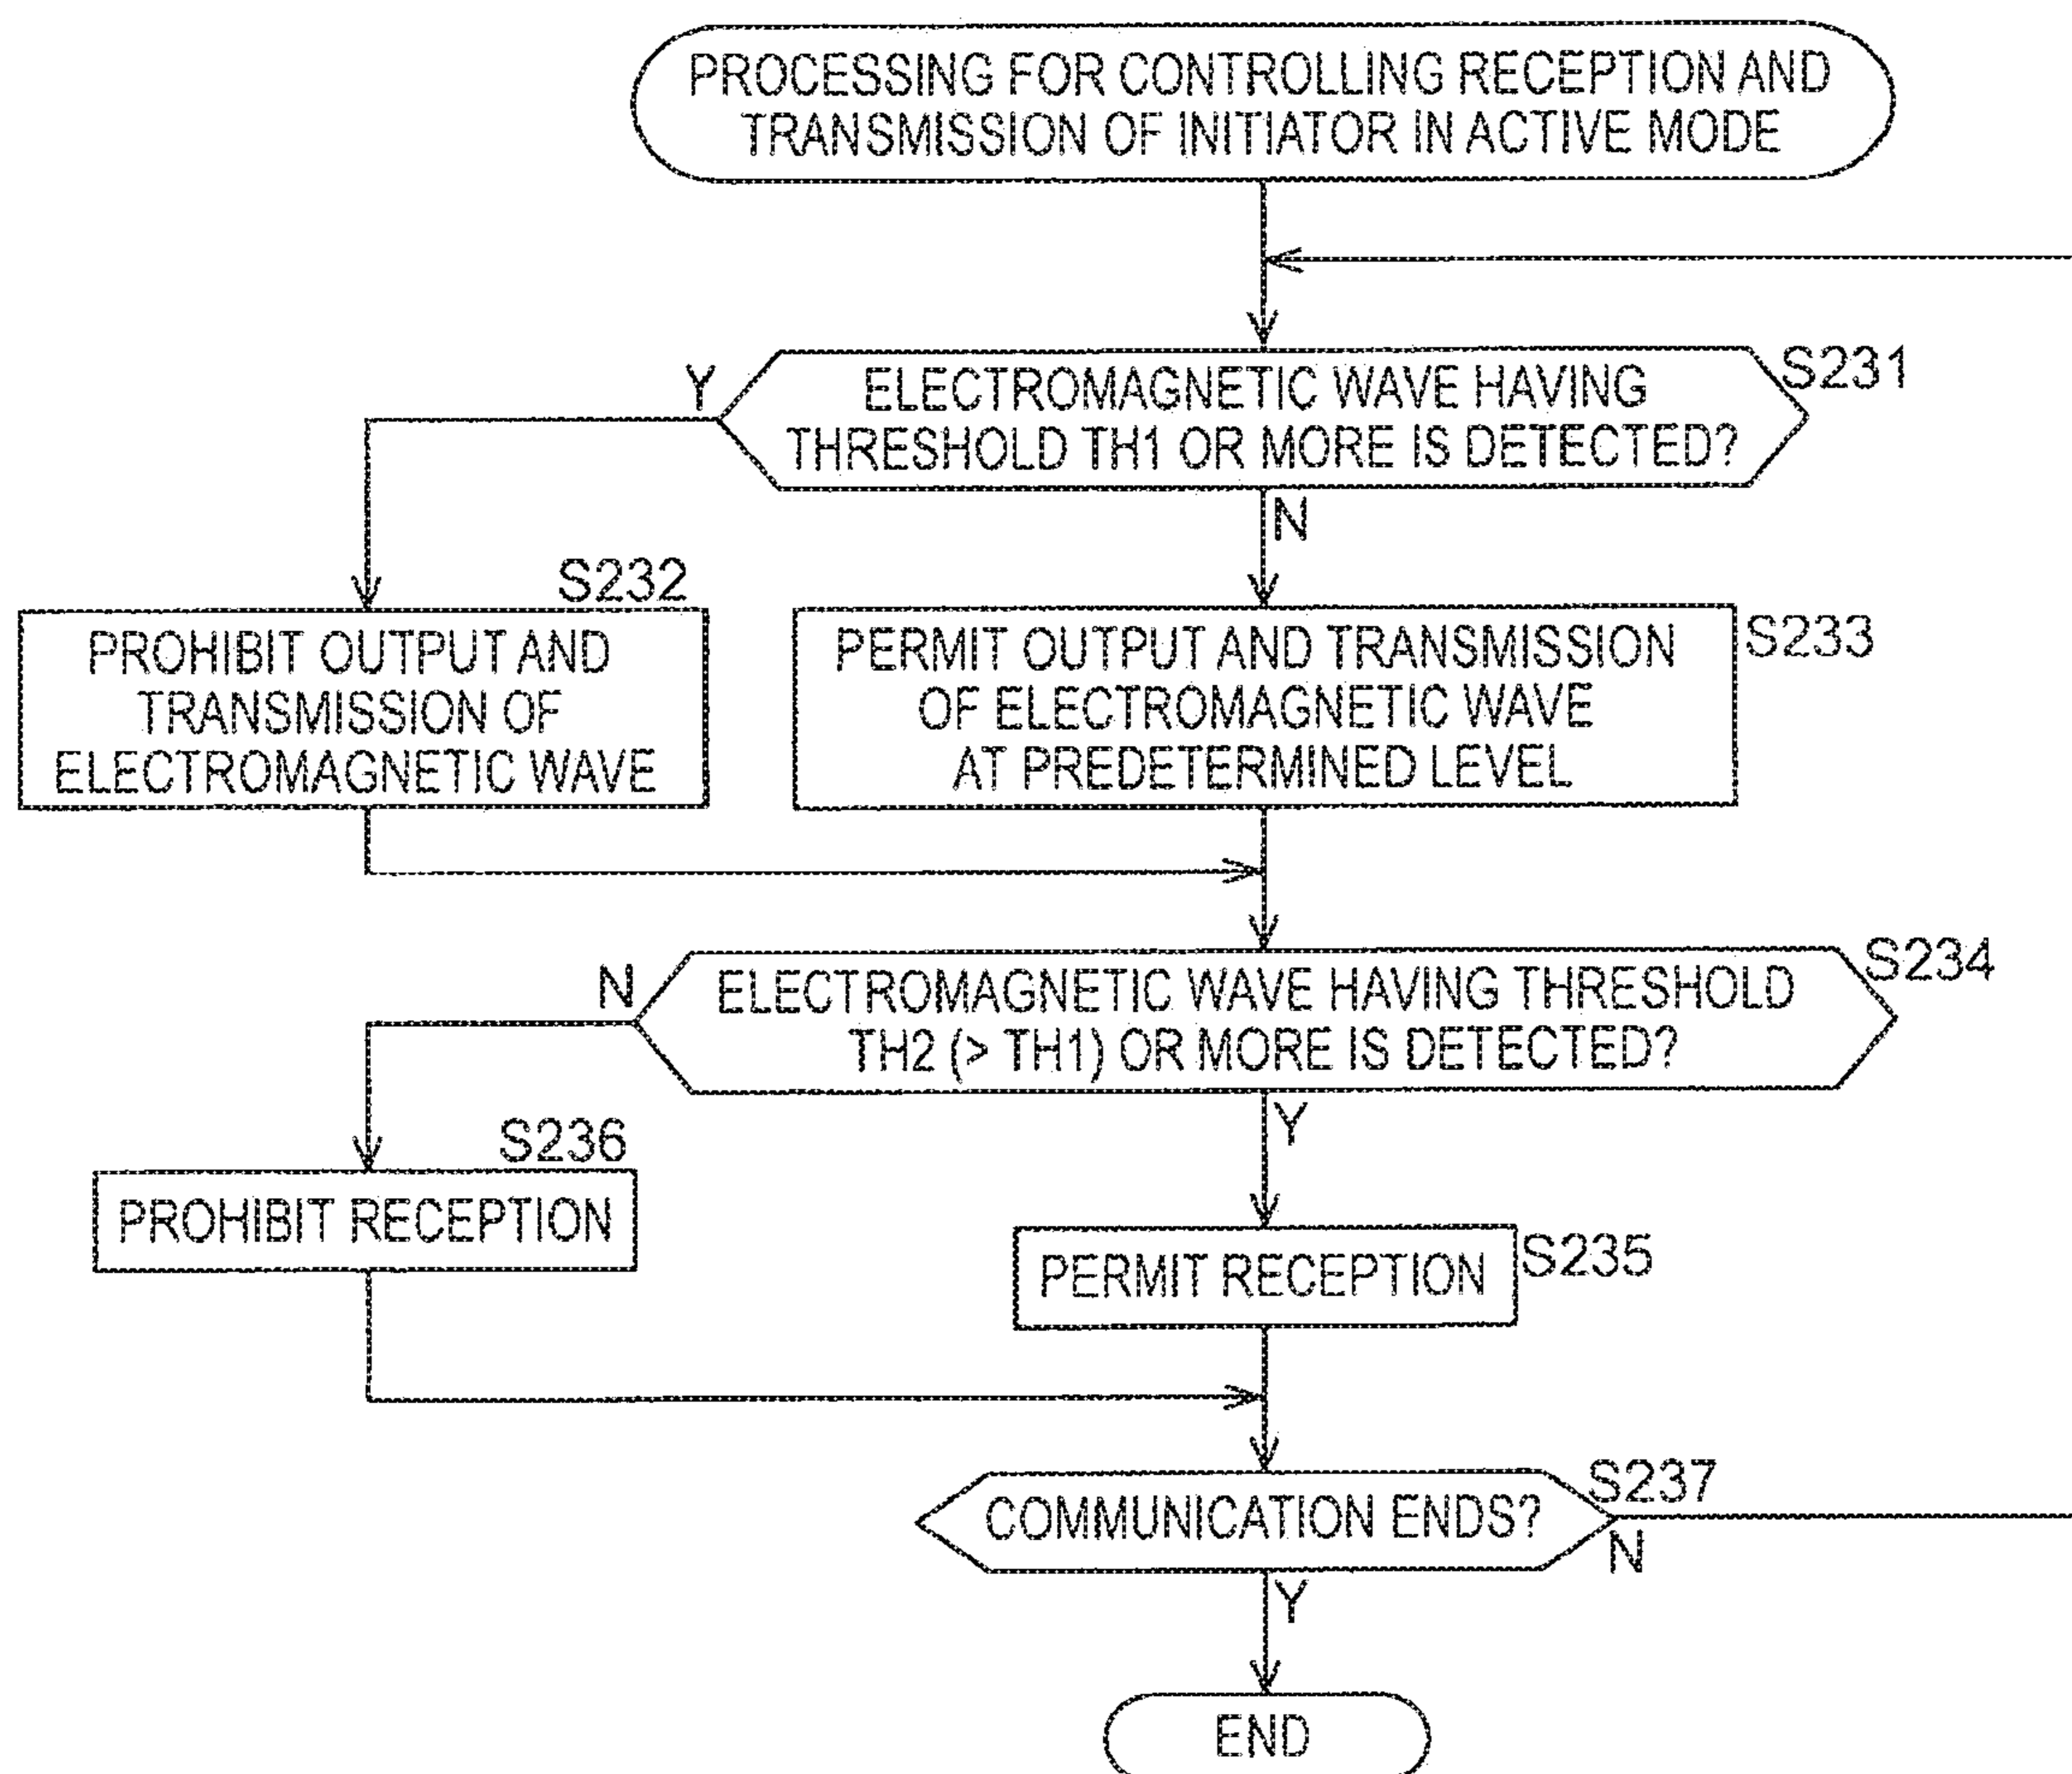 PROCESSING FOR CONTROLLING RECEPTION AND
TRANSMISSION OF INITIATOR IN ACTIVE MODE
S231
Y
ELECTROMAGNETIC WAVE HAVING
THRESHOLD TH1 OR MORE IS DETECTED?
N
S232
PROHIBIT OUTPUT AND
TRANSMISSION OF
ELECTROMAGNETIC WAVE
S233
PERMIT OUTPUT AND TRANSMISSION
OF ELECTROMAGNETIC WAVE
AT PREDETERMINED LEVEL
S234
N
ELECTROMAGNETIC WAVE HAVING THRESHOLD
TH2 (> TH1) OR MORE IS DETECTED?
Y
S236
PROHIBIT RECEPTION
S235
PERMIT RECEPTION
S237
COMMUNICATION ENDS?
N
Y
END